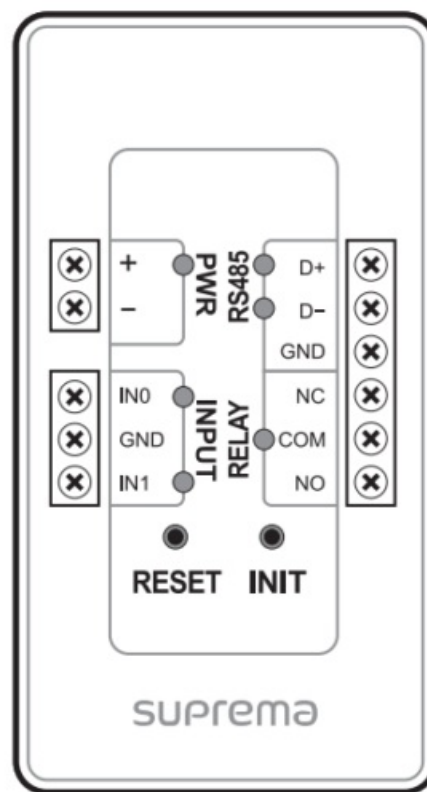 +
−
PWR
RS485
D+
D−
GND
IN0
GND
IN1
INPUT
RELAY
NC
COM
NO
RESET
INIT
suprema